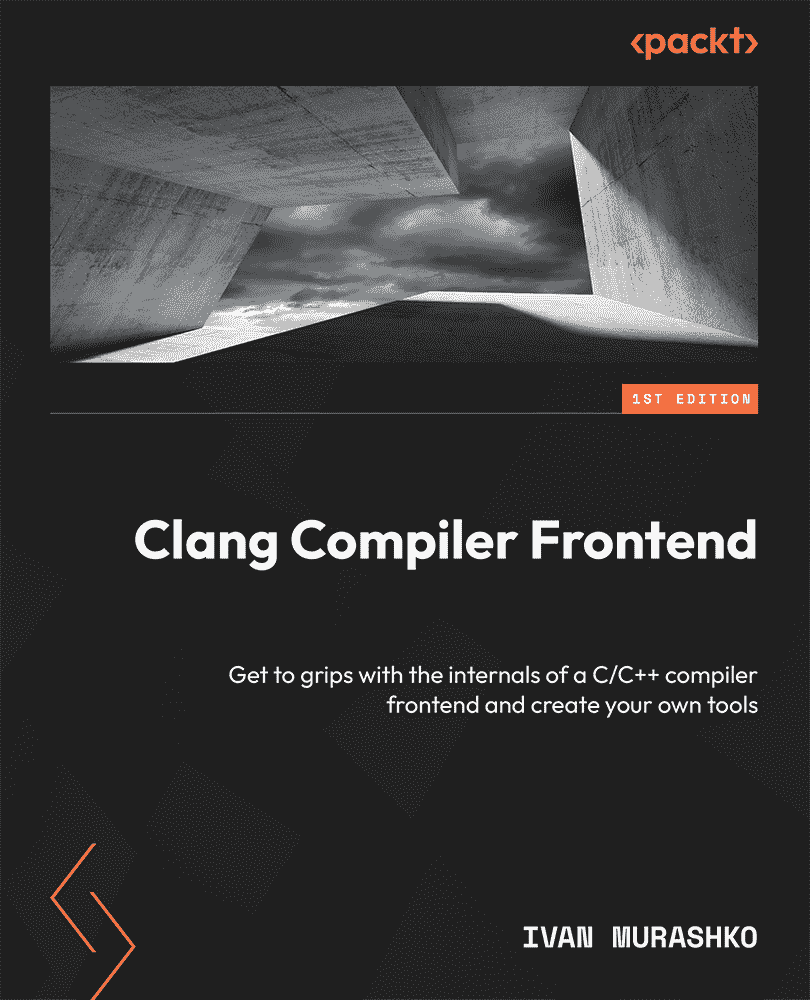 <packt>
1ST EDITION
Clang Compiler Frontend
Get to grips with the internals of a C/C++ compiler
frontend and create your own tools
IVAN MURASHKO